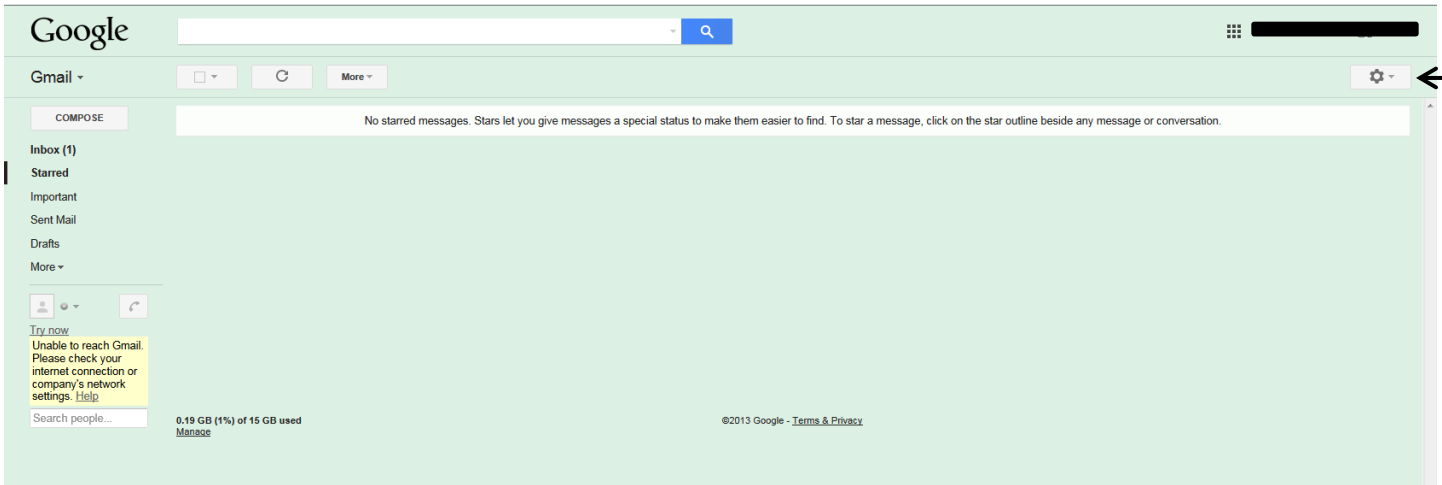 Google
Gmail
More
COMPOSE
No starred messages. Stars let you give messages a special status to make them easier to find. To star a message, click on the star outline beside any message or conversation.
Inbox (1)
Starred
Important
Sent Mail
Drafts
More
Try now
Unable to reach Gmail.
Please check your
internet connection or
company's network
settings. Help
Search people...
0.19 GB (1%) of 15 GB used
Manage
©2013 Google - Terms & Privacy